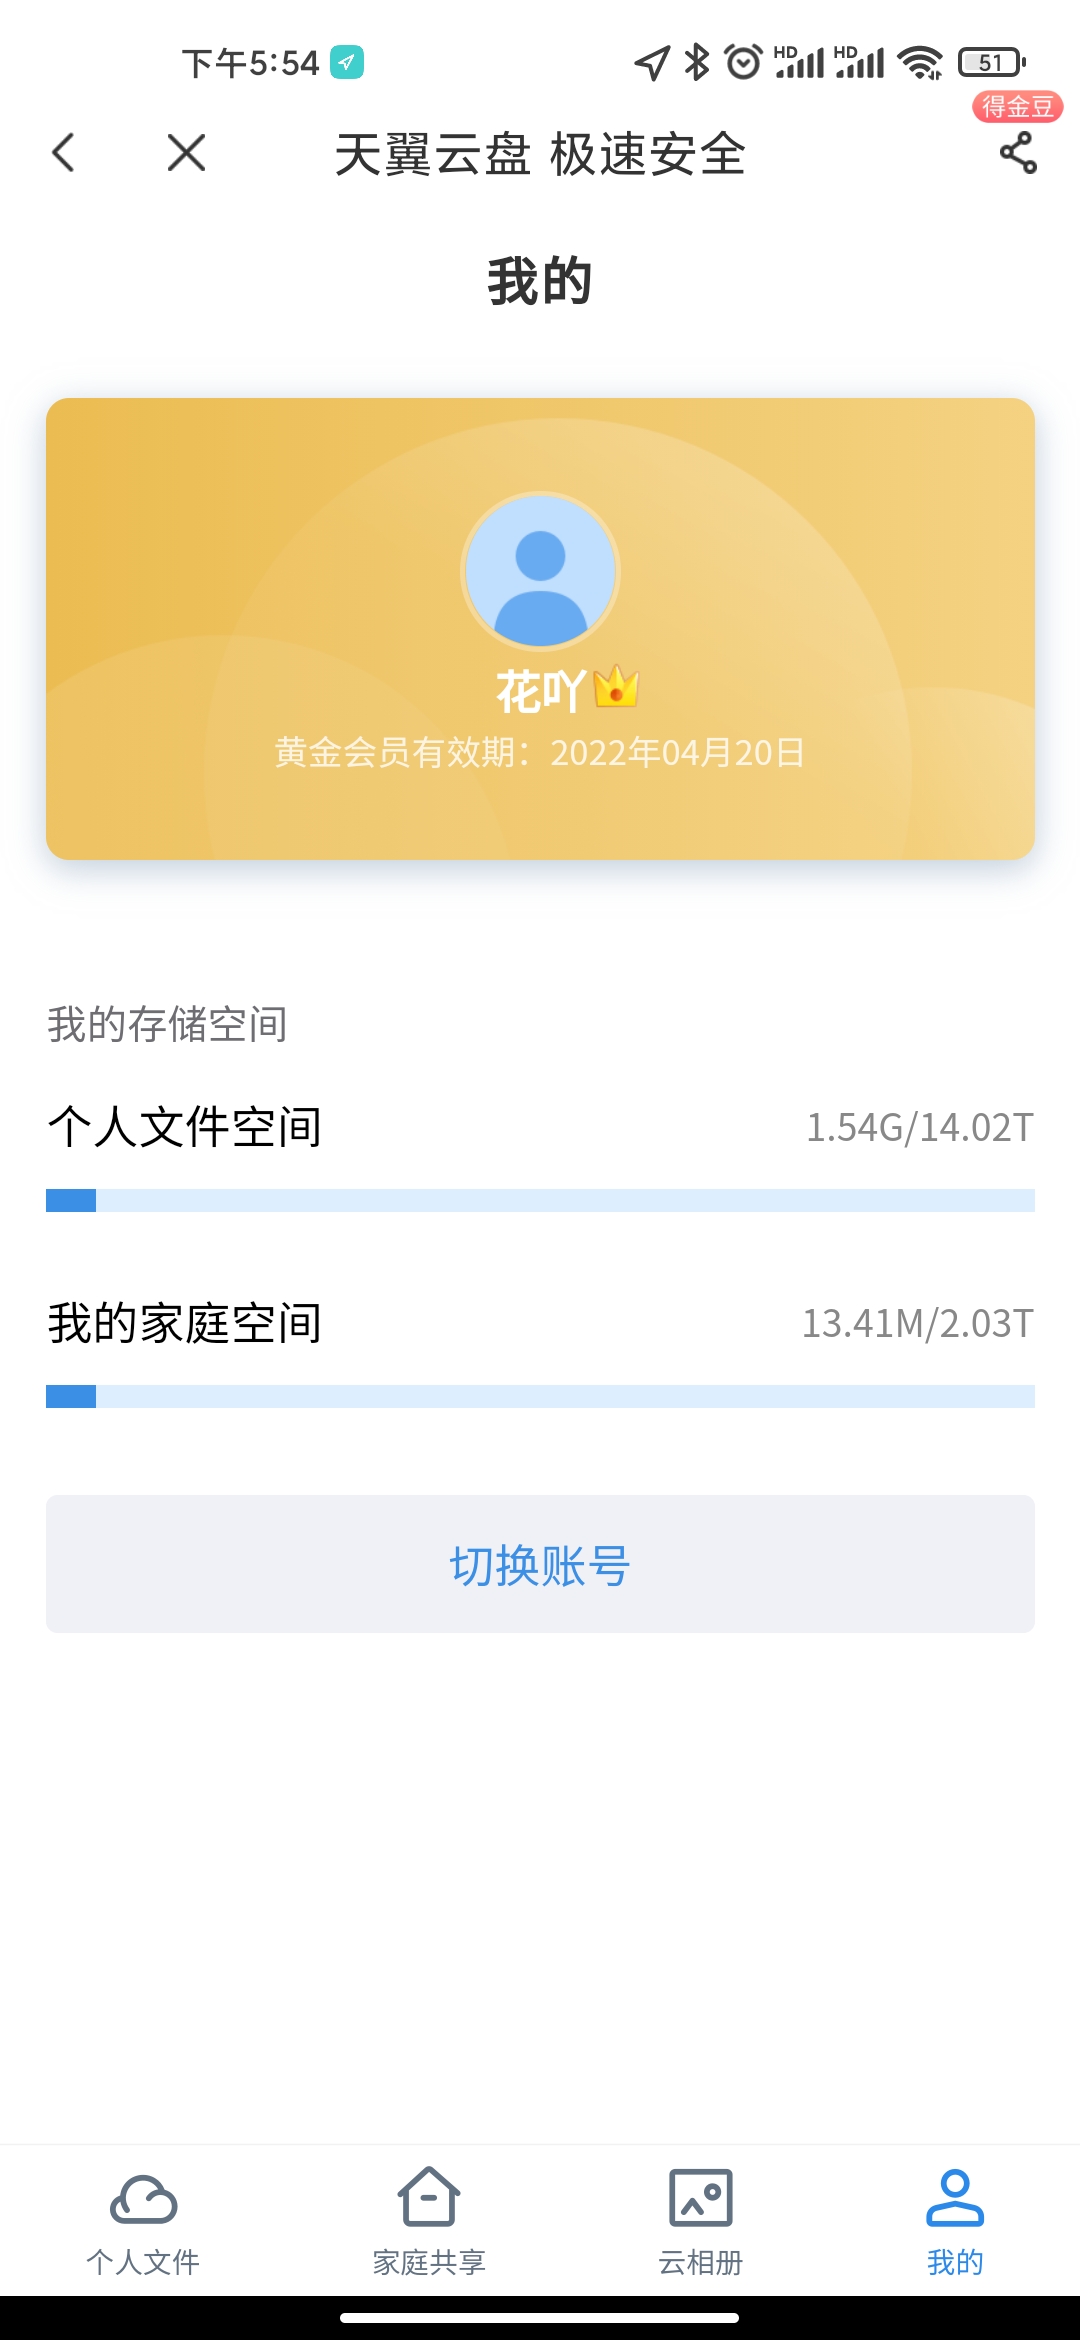 下午5:54
HD HD 51
得金豆
天翼云盘 极速安全
我的
花吖
黄金会员有效期：2022年04月20日
我的存储空间
个人文件空间 1.54G/14.02T
我的家庭空间 13.41M/2.03T
切换账号
个人文件 家庭共享 云相册 我的